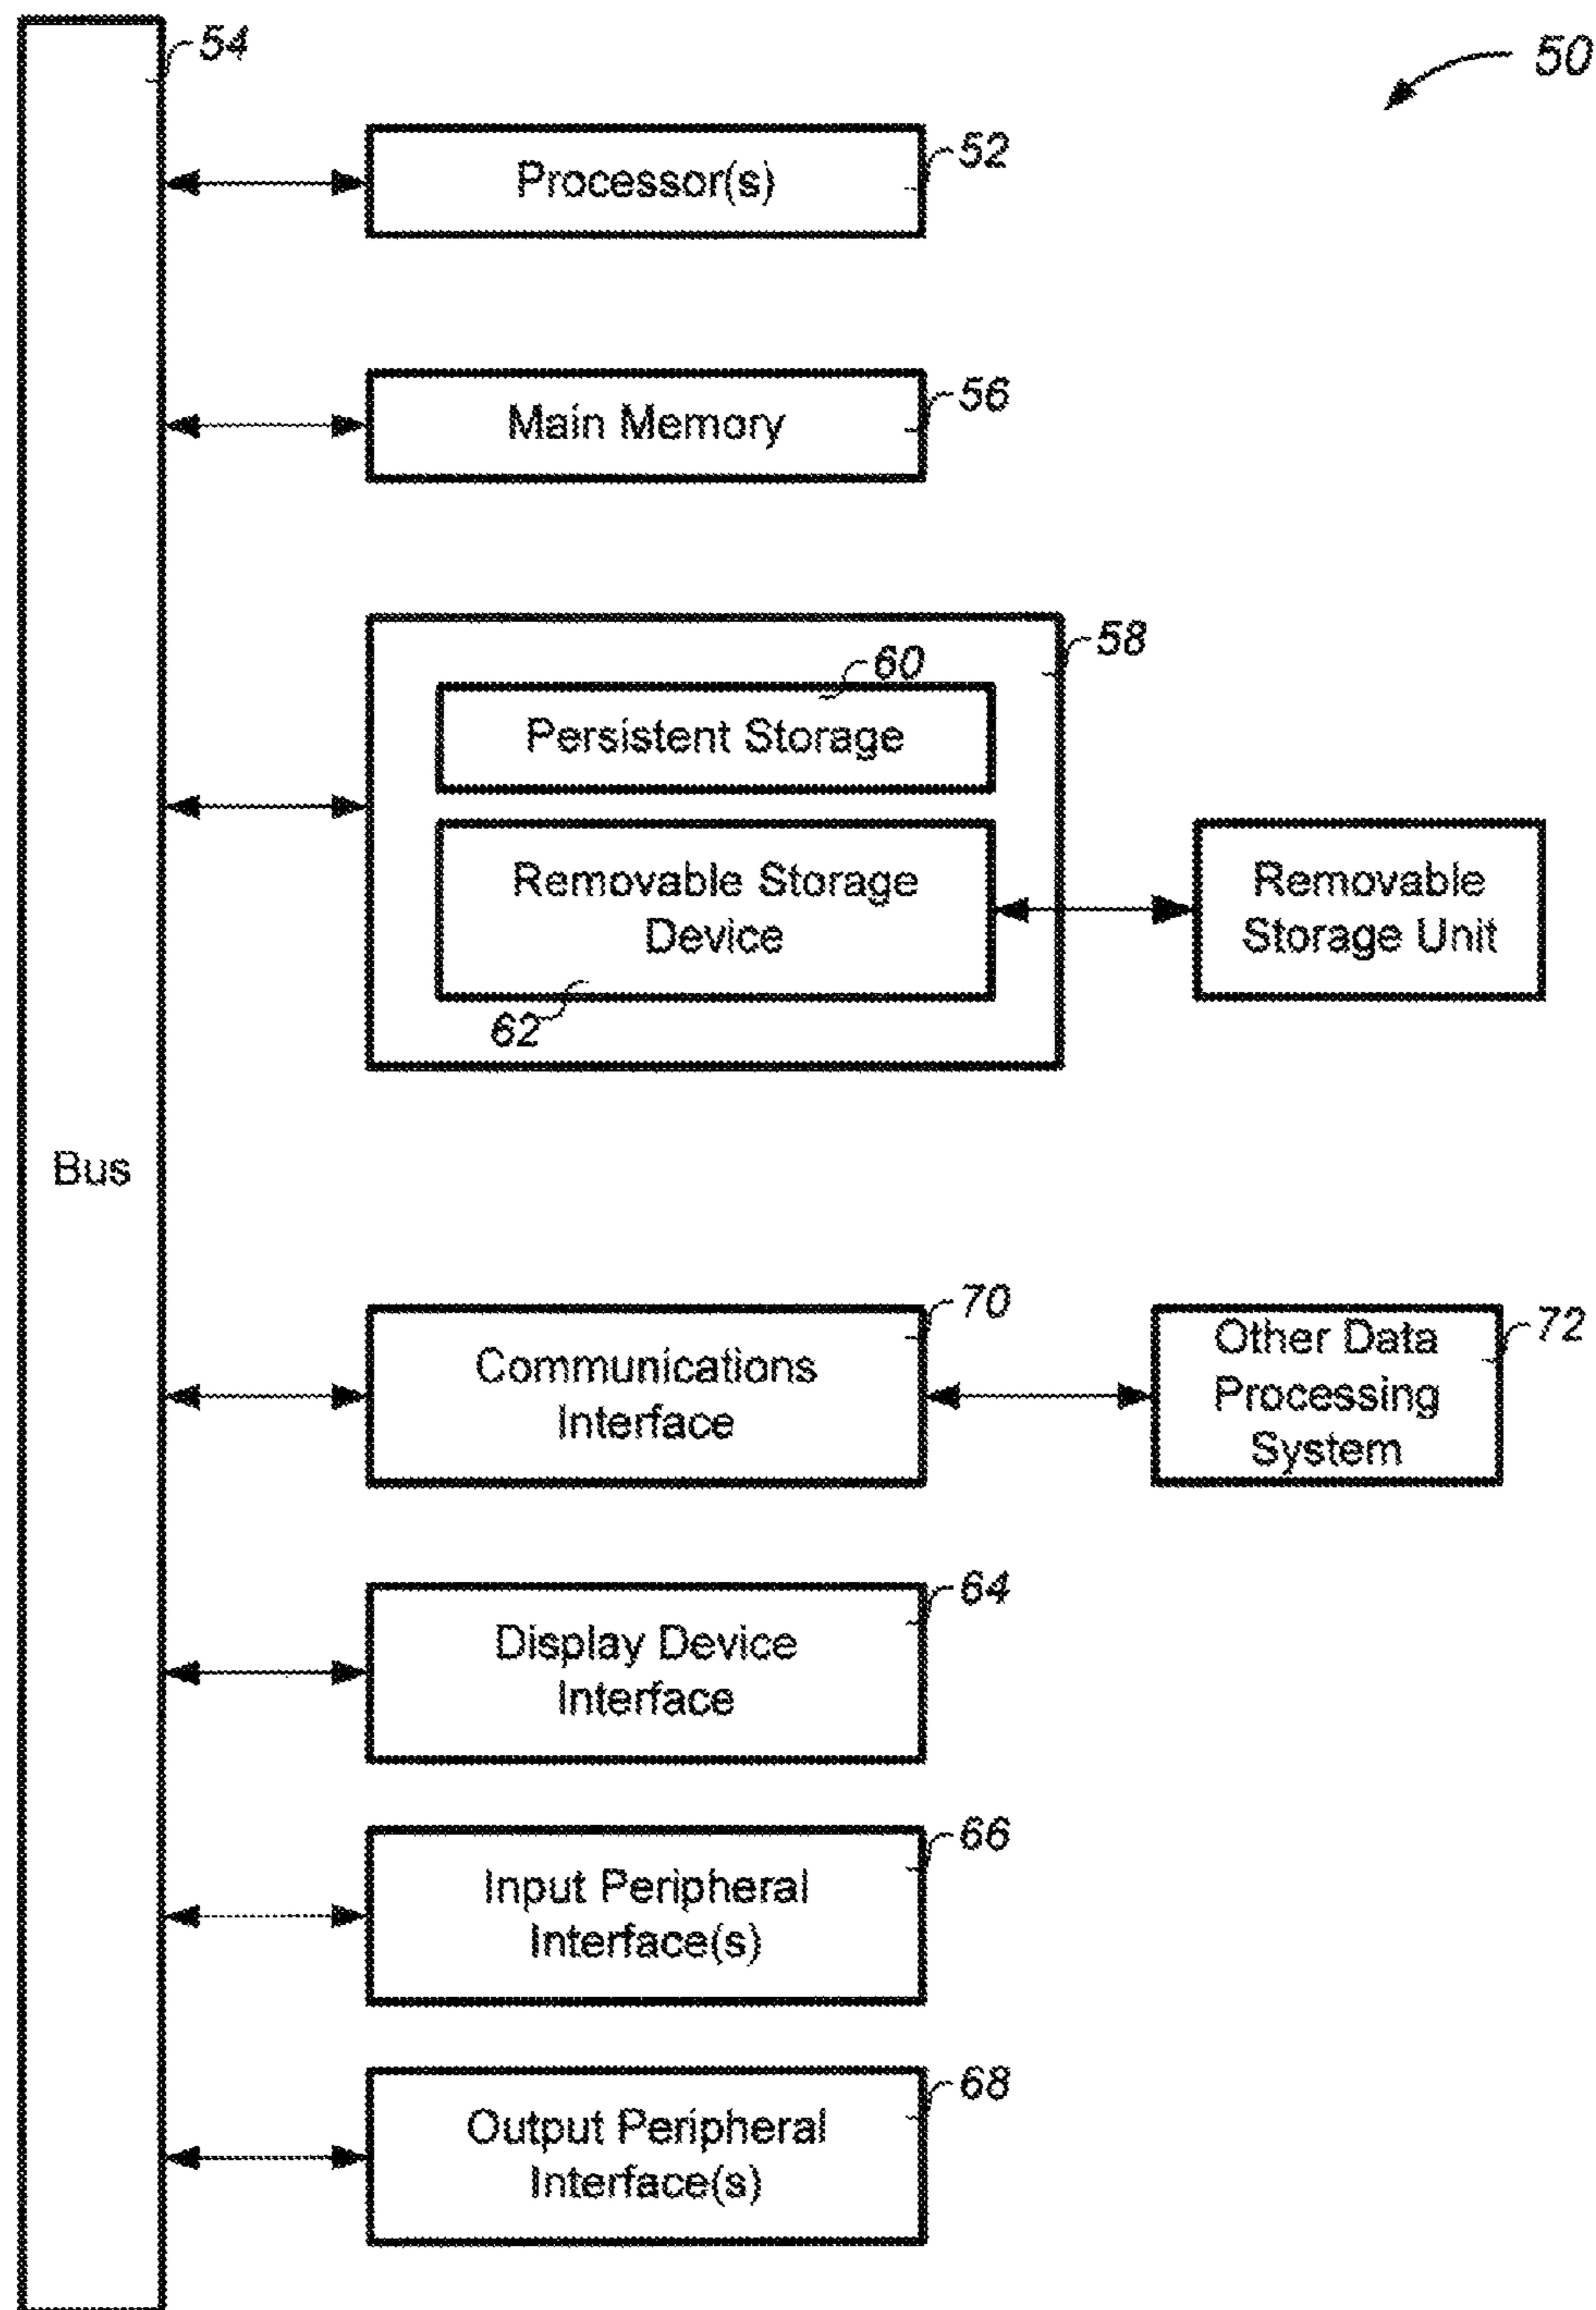 54
50
Processor(s)
52
Main Memory
56
58
60
Persistent Storage
Removable Storage
Device
62
Removable
Storage Unit
Bus
Communications
Interface
70
Other Data
Processing
System
72
Display Device
Interface
64
Input Peripheral
Interface(s)
66
Output Peripheral
Interface(s)
68